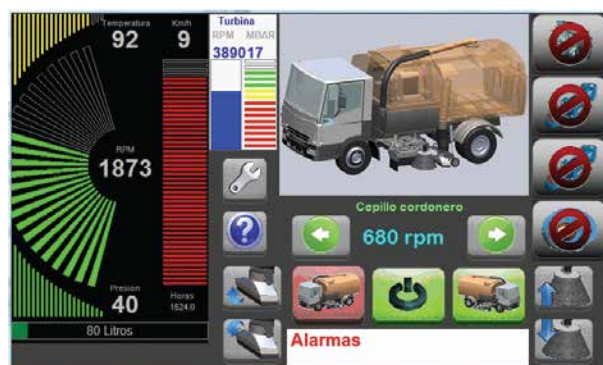 Temperatura
92
Km/h
9
Turbina
RPM MBAR
389017
RPM
1873
Presion
40
Horas
1524.0
80 Litros
Cepillo cordonero
680 rpm
Alarmas